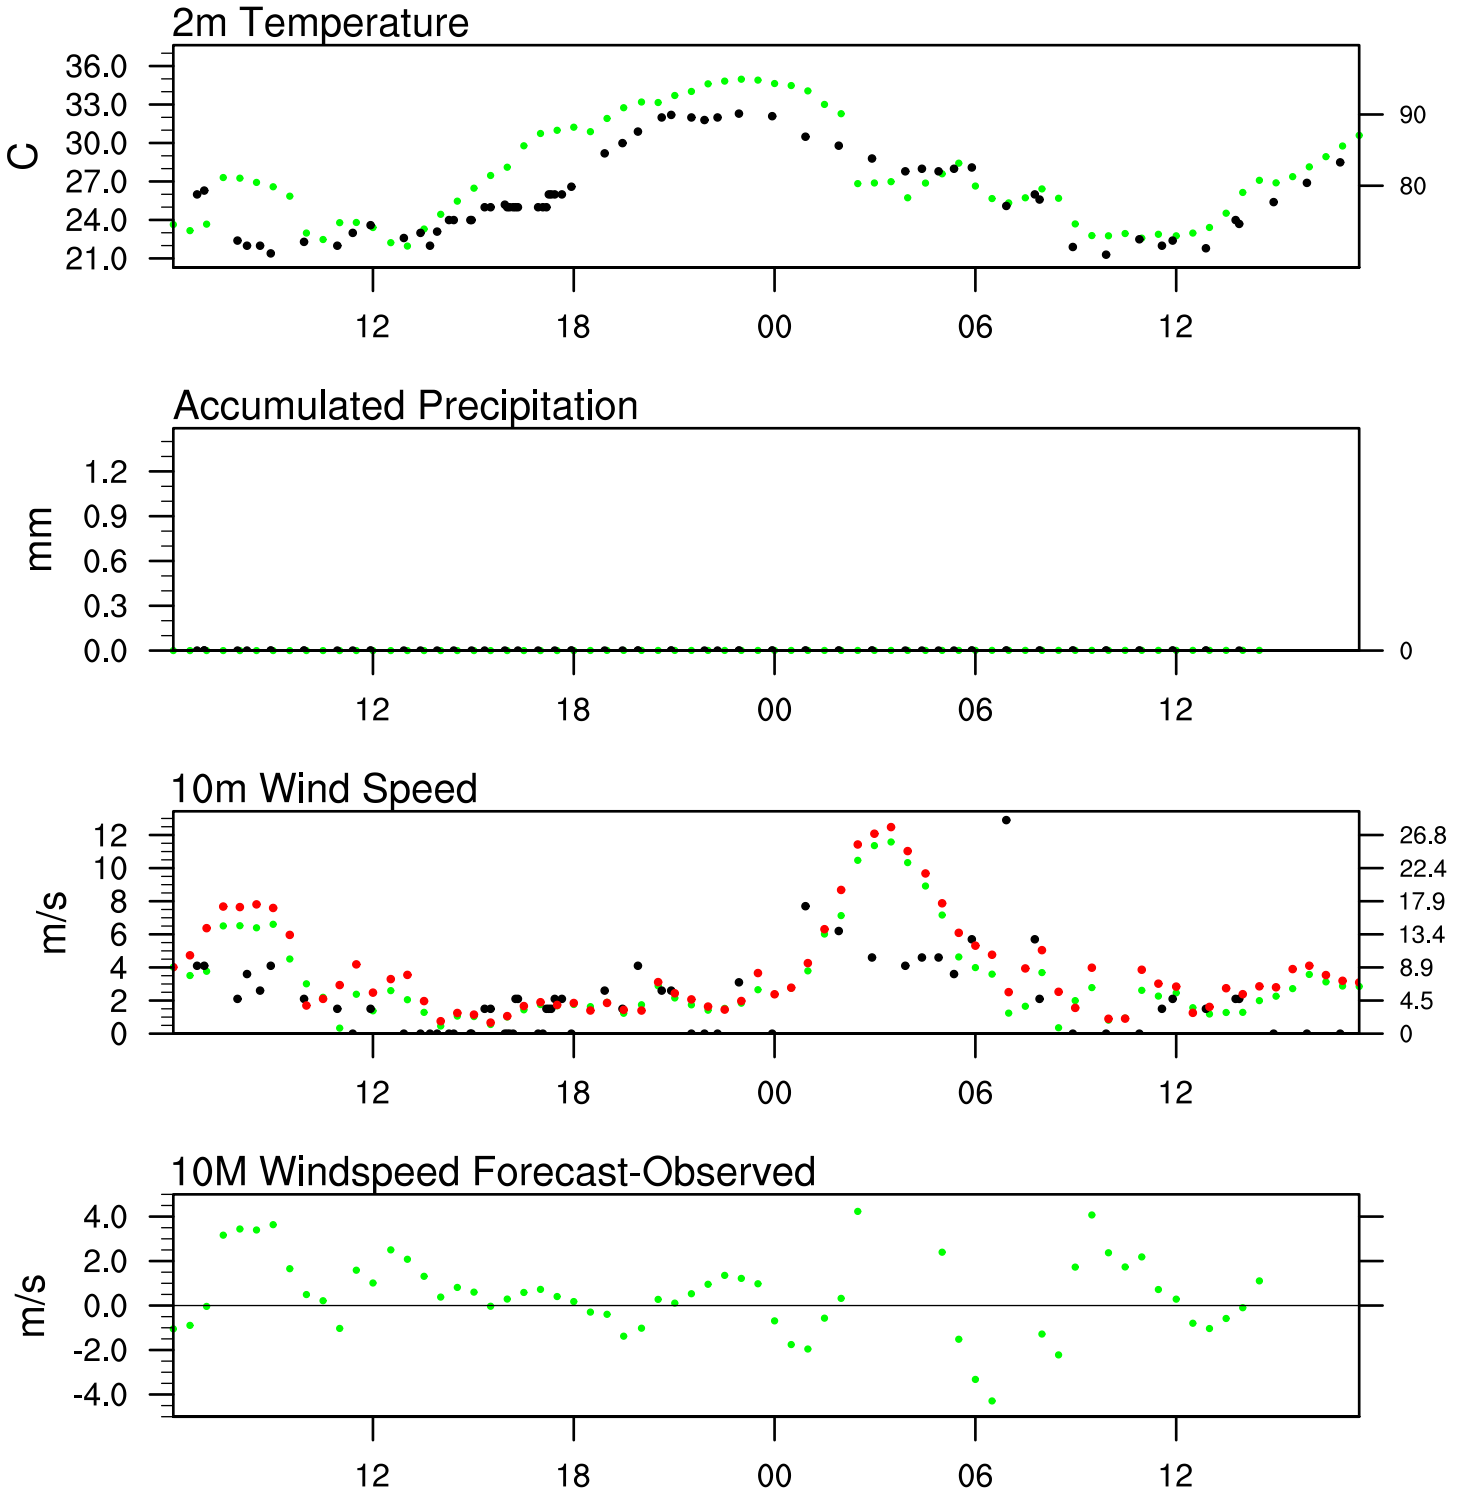 2m Temperature
36.0
33.0
30.0
27.0
24.0
21.0
C
90
80
12 18 00 06 12
Accumulated Precipitation
1.2
0.9
0.6
0.3
0.0
mm
0
12 18 00 06 12
10m Wind Speed
12
10
8
6
4
2
0
m/s
26.8
22.4
17.9
13.4
8.9
4.5
0
12 18 00 06 12
10M Windspeed Forecast-Observed
4.0
2.0
0.0
-2.0
-4.0
m/s
12 18 00 06 12